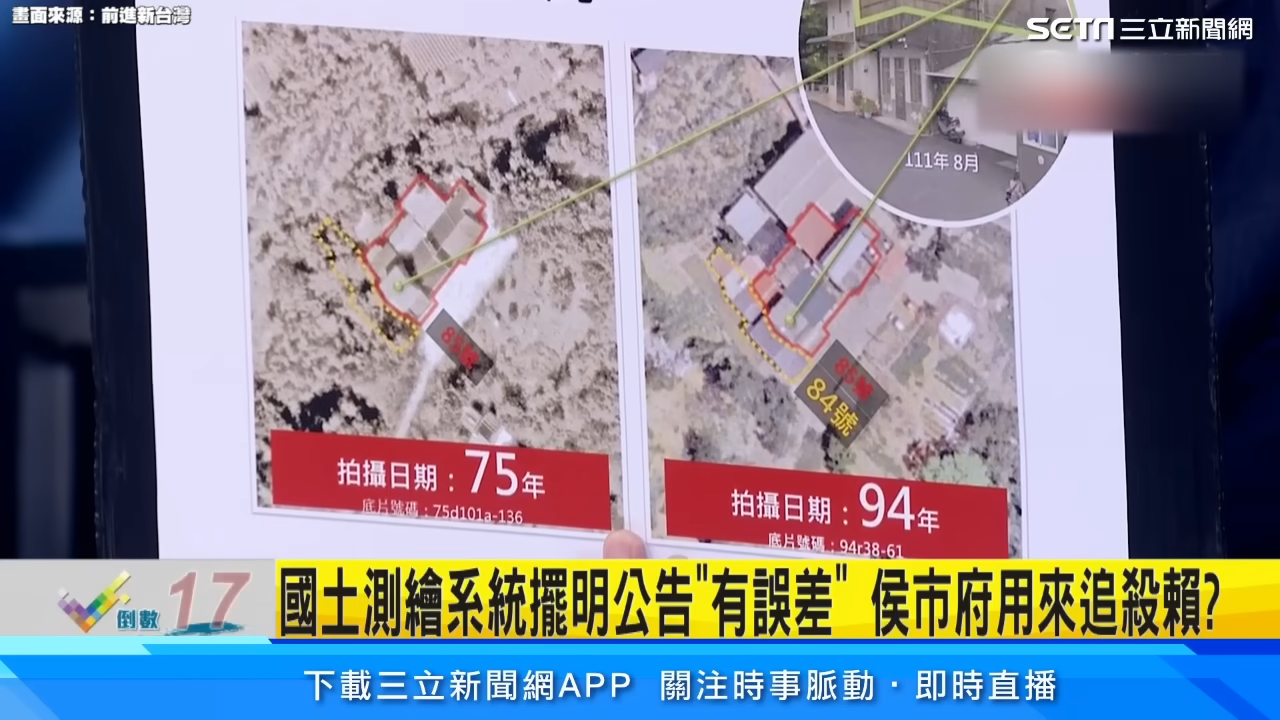 畫面來源：前進新台灣
SETN三立新聞網
111年 8月
85號
84號
拍攝日期：75年
底片號碼：75d101a-136
拍攝日期：94年
底片號碼：94r38-61
倒數 17
國土測繪系統擺明公告"有誤差" 侯市府用來追殺賴?
下載三立新聞網APP 關注時事脈動·即時直播